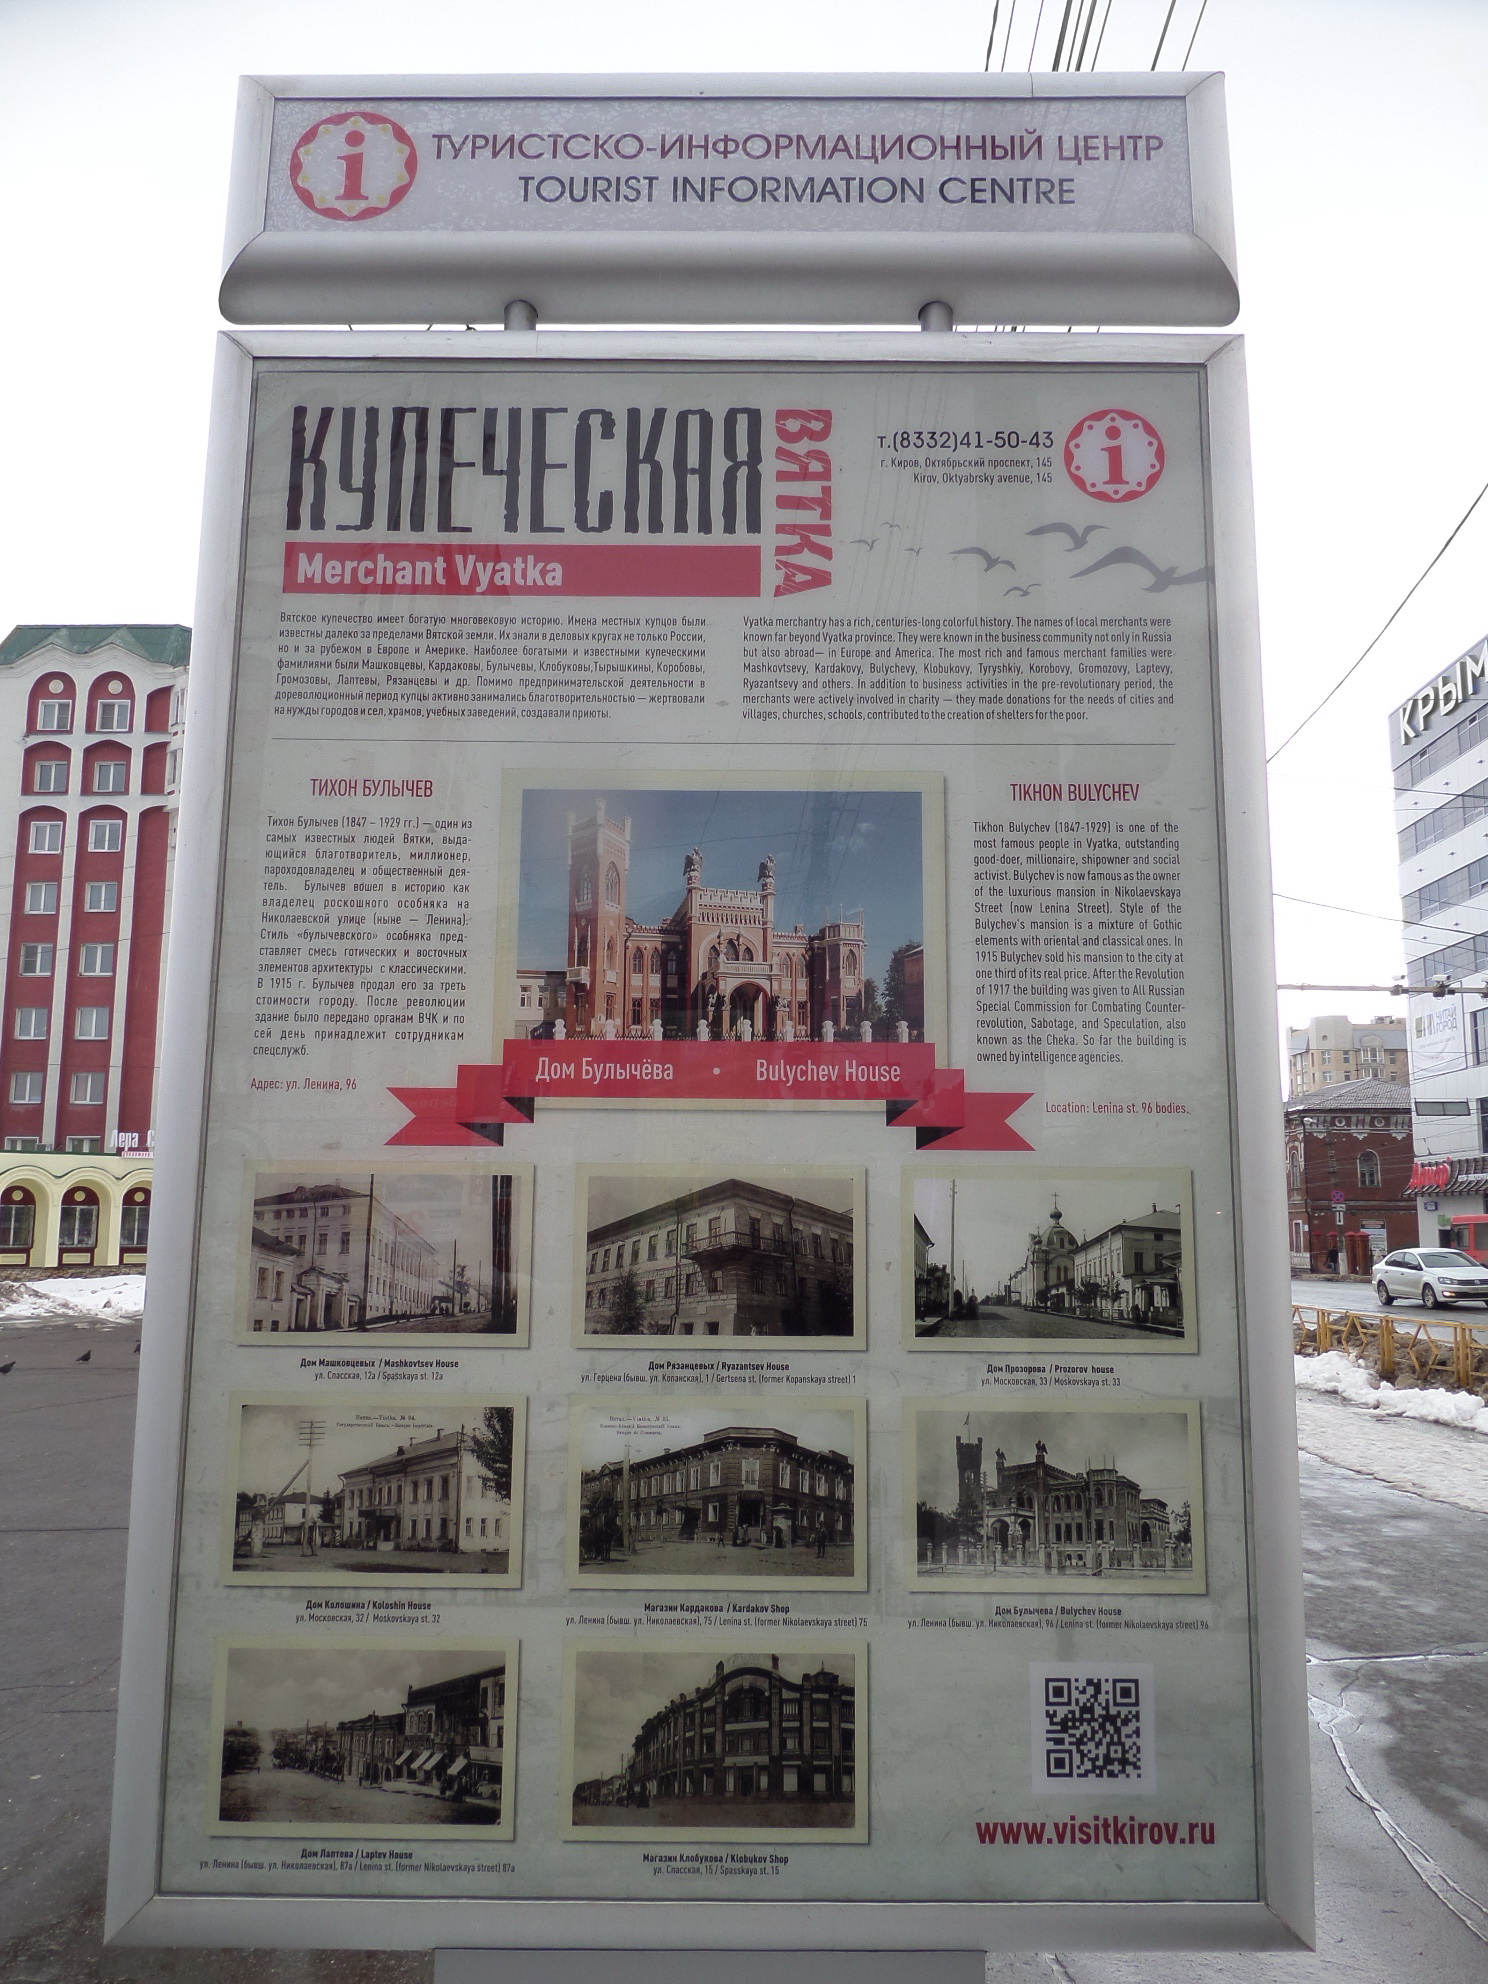 ТУРИСТСКО-ИНФОРМАЦИОННЫЙ ЦЕНТР
TOURIST INFORMATION CENTRE
КУПЕЧЕСКАЯ
ВЯТКА
Merchant Vyatka
т.(8332)41-50-43
г. Киров, Октябрьский проспект, 145
Kirov, Oktyabrsky avenue, 145
Вятское купечество имеет богатую многовековую историю. Имена местных купцов были
известны далеко за пределами Вятской земли. Их знали в деловых кругах не только России,
но и за рубежом в Европе и Америке. Наиболее богатыми и известными купеческими
фамилиями были Машковцевы, Кардаковы, Булычевы, Клобуковы,Тырышкины, Коробовы,
Громозовы, Лаптевы, Рязанцевы и др. Помимо предпринимательской деятельности в
дореволюционный период купцы активно занимались благотворительностью — жертвовали
на нужды городов и сел, храмов, учебных заведений, создавали приюты.
Vyatka merchantry has a rich, centuries-long colorful history. The names of local merchants were
known far beyond Vyatka province. They were known in the business community not only in Russia
but also abroad— in Europe and America. The most rich and famous merchant families were
Mashkovtsevy, Kardakovy, Bulychevy, Klobukovy, Tyryshkiy, Korobovy, Gromozovy, Laptevy,
Ryazantsevy and others. In addition to business activities in the pre-revolutionary period, the
merchants were actively involved in charity — they made donations for the needs of cities and
villages, churches, schools, contributed to the creation of shelters for the poor.
ТИХОН БУЛЫЧЕВ
Тихон Булычев (1847 – 1929 гг.) — один из
самых известных людей Вятки, выда-
ющийся благотворитель, миллионер,
пароходовладелец и общественный дея-
тель. Булычев вошел в историю как
владелец роскошного особняка на
Николаевской улице (ныне — Ленина).
Стиль «булычевского» особняка пред-
ставляет смесь готических и восточных
элементов архитектуры с классическими.
В 1915 г. Булычев продал его за треть
стоимости городу. После революции
здание было передано органам ВЧК и по
сей день принадлежит сотрудникам
спецслужб.
Адрес: ул. Ленина, 96
TIKHON BULYCHEV
Tikhon Bulychev (1847-1929) is one of the
most famous people in Vyatka, outstanding
good-doer, millionaire, shipowner and social
activist. Bulychev is now famous as the owner
of the luxurious mansion in Nikolaevskaya
Street (now Lenina Street). Style of the
Bulychev's mansion is a mixture of Gothic
elements with oriental and classical ones. In
1915 Bulychev sold his mansion to the city at
one third of its real price. After the Revolution
of 1917 the building was given to All Russian
Special Commission for Combating Counter-
revolution, Sabotage, and Speculation, also
known as the Cheka. So far the building is
owned by intelligence agencies.
Location: Lenina st. 96 bodies.
Дом Булычёва • Bulychev House
Дом Машковцевых / Mashkovtsev House
ул. Спасская, 12а / Spasskaya st. 12a
Дом Рязанцевых / Ryazantsev House
ул. Герцена (бывш. ул. Копанская), 1 / Gertsena st. (former Kopanskaya street) 1
Дом Прозорова / Prozorov house
ул. Московская, 33 / Moskovskaya st. 33
Дом Колошина / Koloshin House
ул. Московская, 32 / Moskovskaya st. 32
Магазин Кардакова / Kardakov Shop
ул. Ленина (бывш. ул. Николаевская), 75 / Lenina st. (former Nikolaevskaya street) 75
Дом Булычева / Bulychev House
ул. Ленина (бывш. ул. Николаевская), 96 / Lenina st. (former Nikolaevskaya street) 96
Дом Лаптева / Laptev House
ул. Ленина (бывш. ул. Николаевская), 87а / Lenina st. (former Nikolaevskaya street) 87a
Магазин Клобукова / Klobukov Shop
ул. Спасская, 15 / Spasskaya st. 15
www.visitkirov.ru
КРЫМ
ЧИТАЙ
ГОРОД
Лера